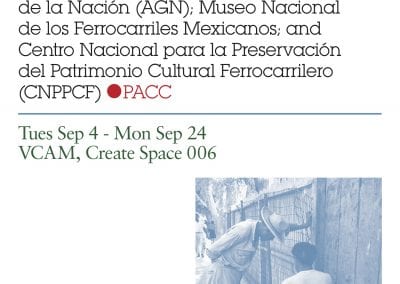 de la Nación (AGN); Museo Nacional
de los Ferrocarriles Mexicanos; and
Centro Nacional para la Preservación
del Patrimonio Cultural Ferrocarrilero
(CNPPCF) ●PACC
Tues Sep 4 - Mon Sep 24
VCAM, Create Space 006